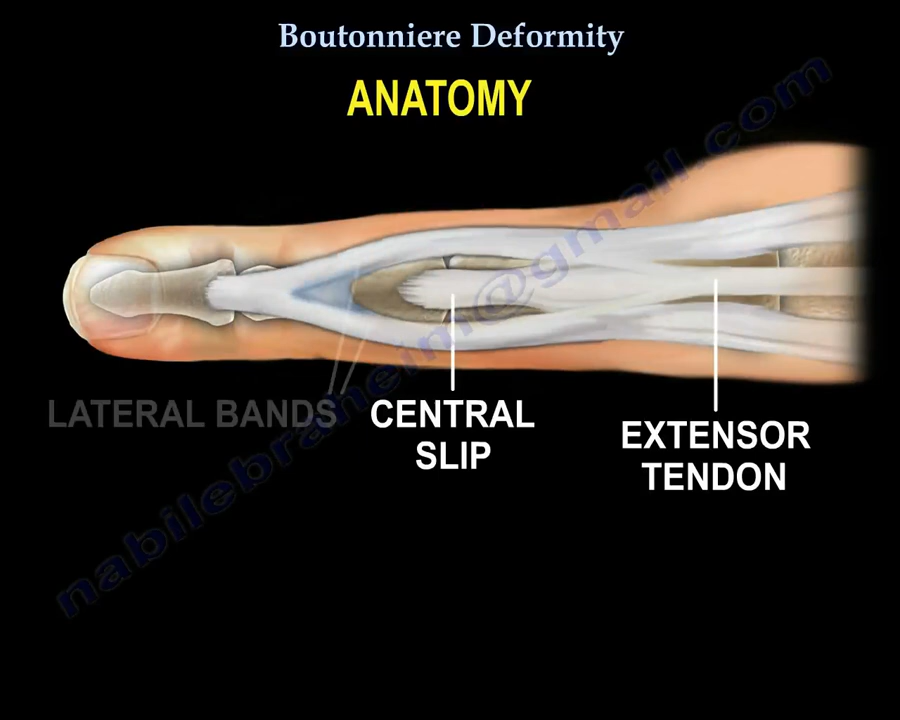 Boutonniere Deformity
ANATOMY
LATERAL BANDS
CENTRAL
SLIP
EXTENSOR
TENDON
nabilebraheim@gmail.com